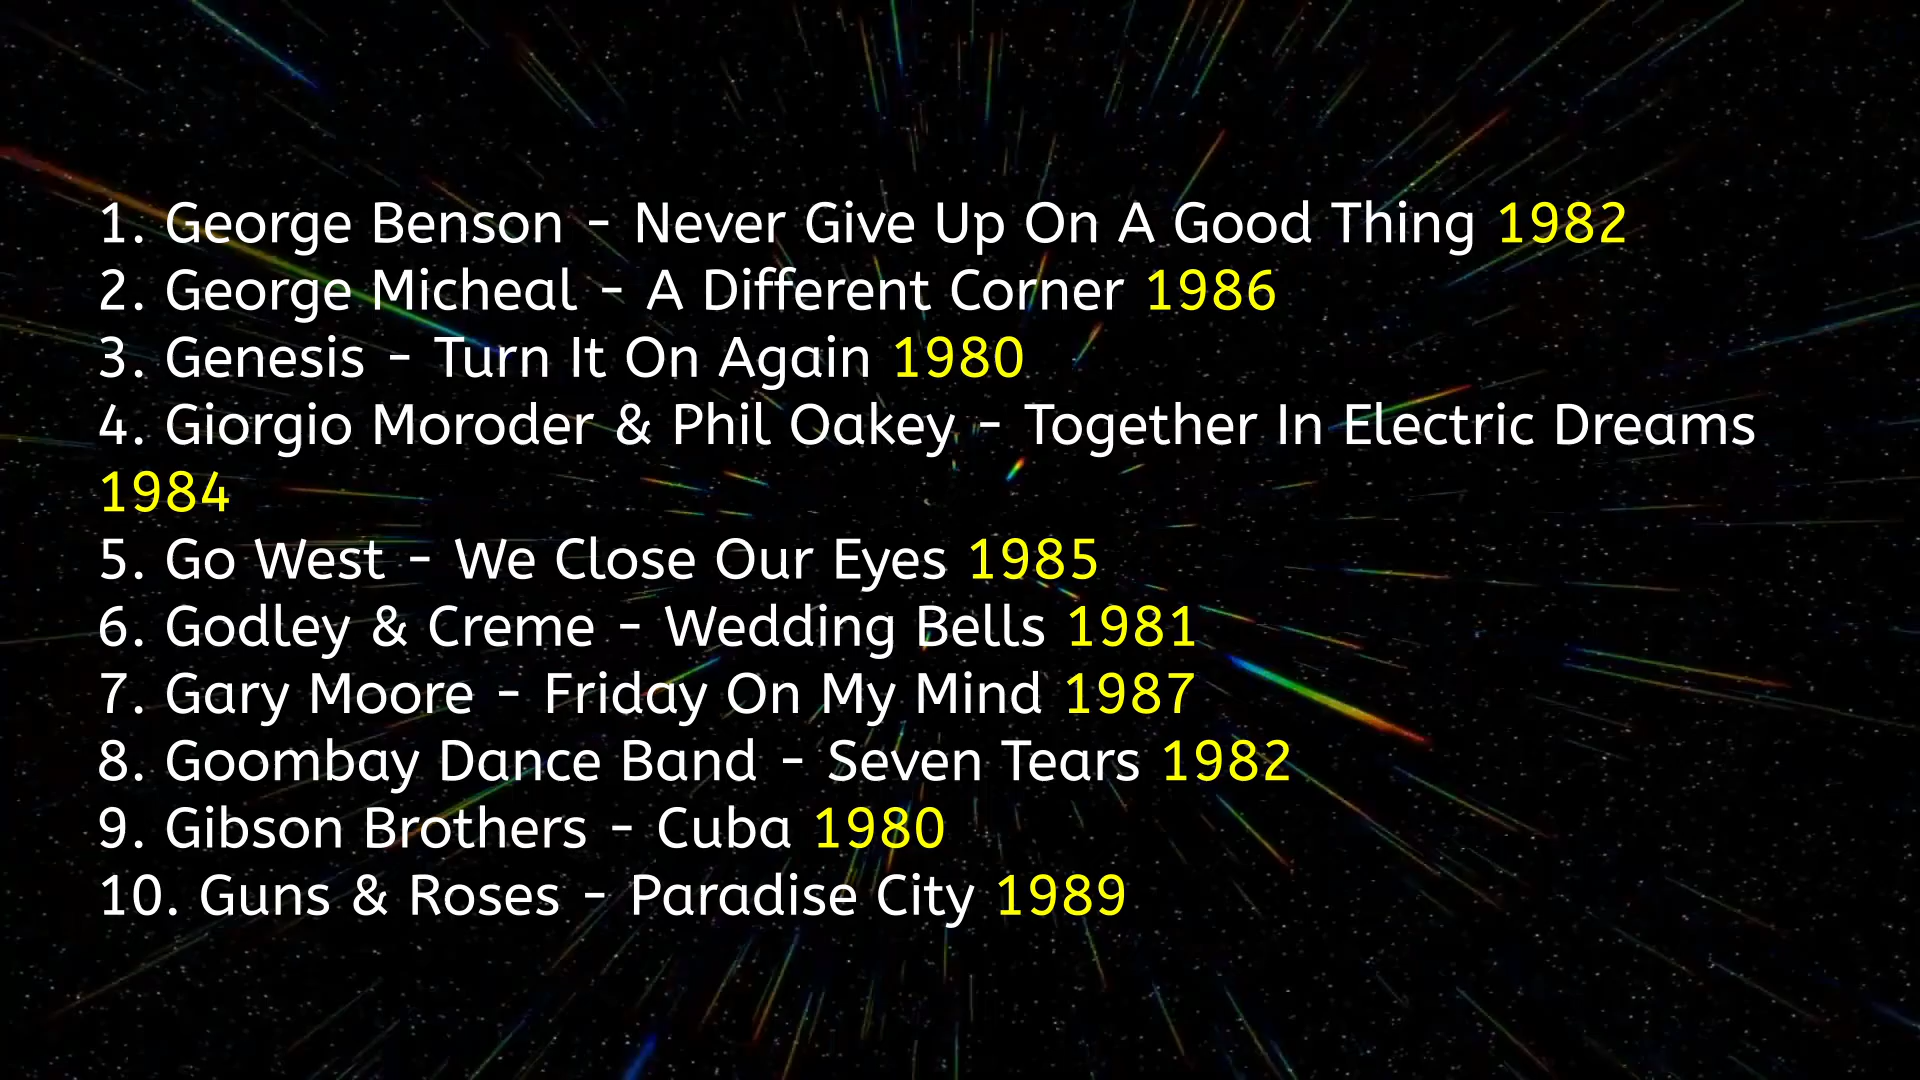 1. George Benson - Never Give Up On A Good Thing 1982
2. George Micheal - A Different Corner 1986
3. Genesis - Turn It On Again 1980
4. Giorgio Moroder & Phil Oakey - Together In Electric Dreams
1984
5. Go West - We Close Our Eyes 1985
6. Godley & Creme - Wedding Bells 1981
7. Gary Moore - Friday On My Mind 1987
8. Goombay Dance Band - Seven Tears 1982
9. Gibson Brothers - Cuba 1980
10. Guns & Roses - Paradise City 1989